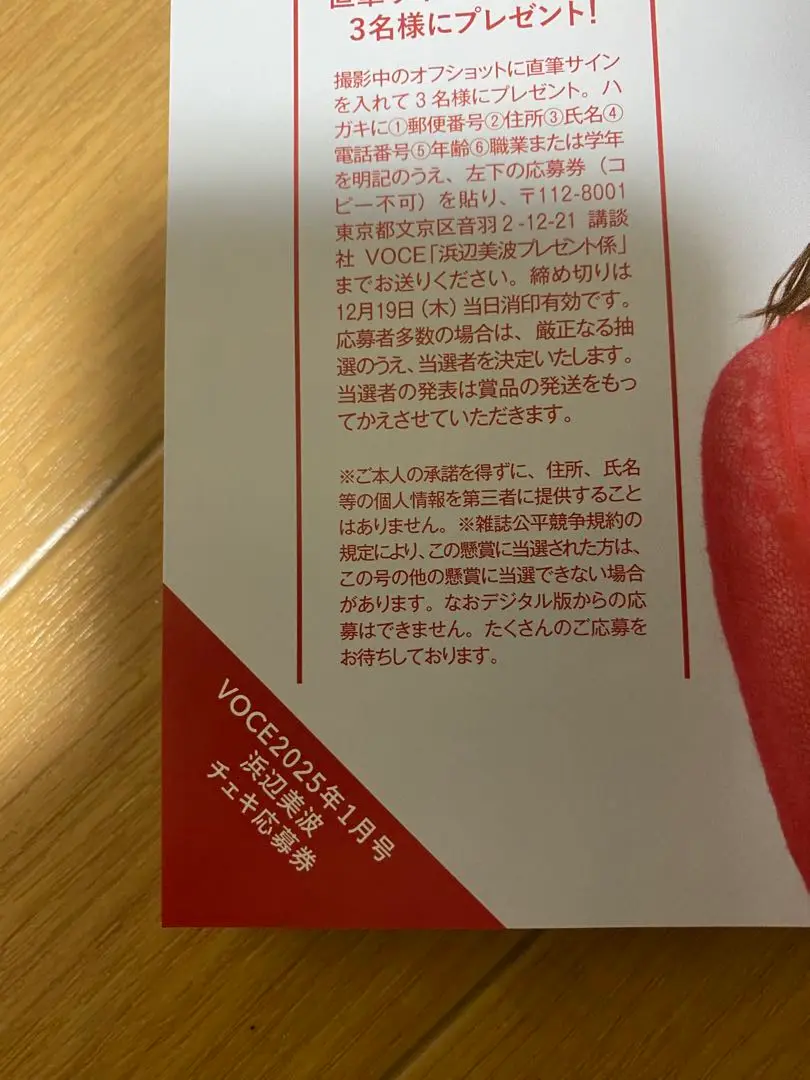 3名様にプレゼント!
撮影中のオフショットに直筆サイン
を入れて3名様にプレゼント。ハ
ガキに①郵便番号②住所③氏名④
電話番号⑤年齢⑥職業または学年
を明記のうえ、左下の応募券（コ
ピー不可）を貼り、〒112-8001
東京都文京区音羽2-12-21 講談
社 VOCE「浜辺美波プレゼント係」
までお送りください。締め切りは
12月19日（木）当日消印有効です。
応募者多数の場合は、厳正なる抽
選のうえ、当選者を決定いたします。
当選者の発表は賞品の発送をもっ
てかえさせていただきます。
※ご本人の承諾を得ずに、住所、氏名
等の個人情報を第三者に提供すること
はありません。※雑誌公平競争規約の
規定により、この懸賞に当選された方は、
この号の他の懸賞に当選できない場合
があります。なおデジタル版からの応
募はできません。たくさんのご応募を
お待ちしております。
VOCE2025年1月号
浜辺美波
チェキ応募券